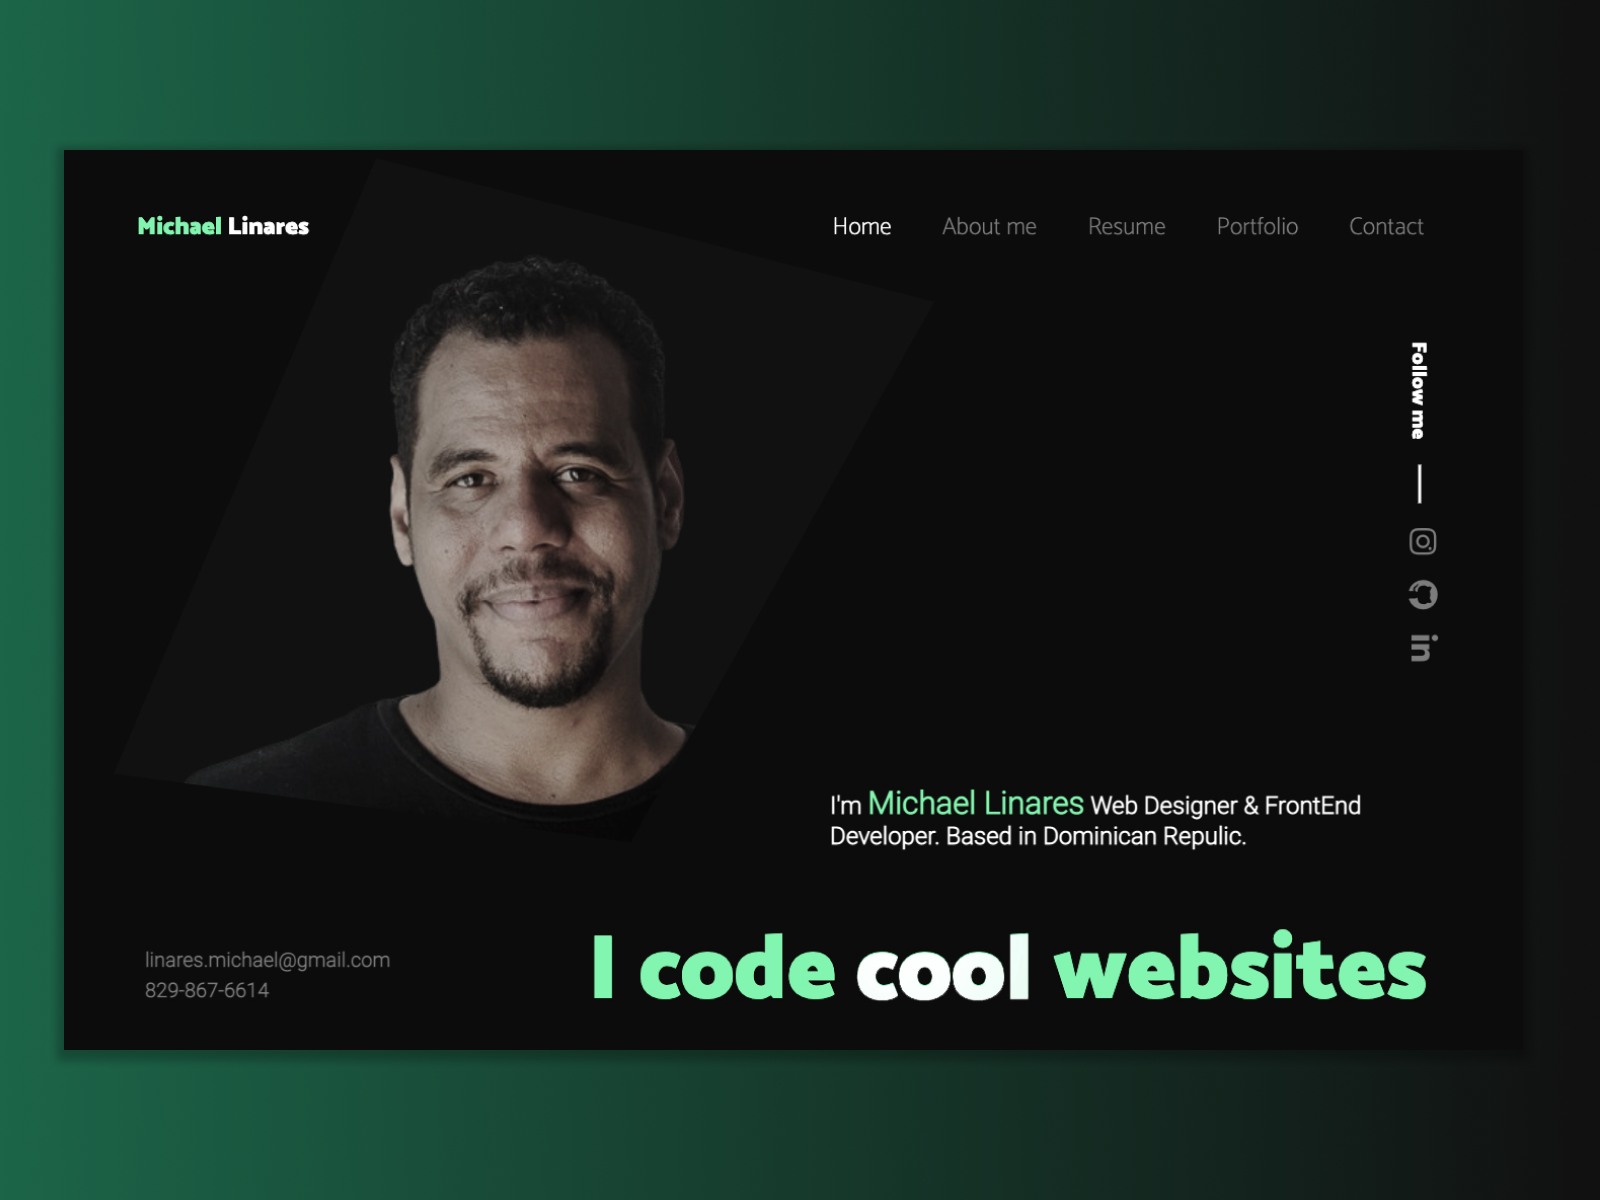 Michael Linares
Home About me Resume Portfolio Contact
Follow me
in
I'm Michael Linares Web Designer & FrontEnd
Developer. Based in Dominican Repulic.
I code cool websites
linares.michael@gmail.com
829-867-6614